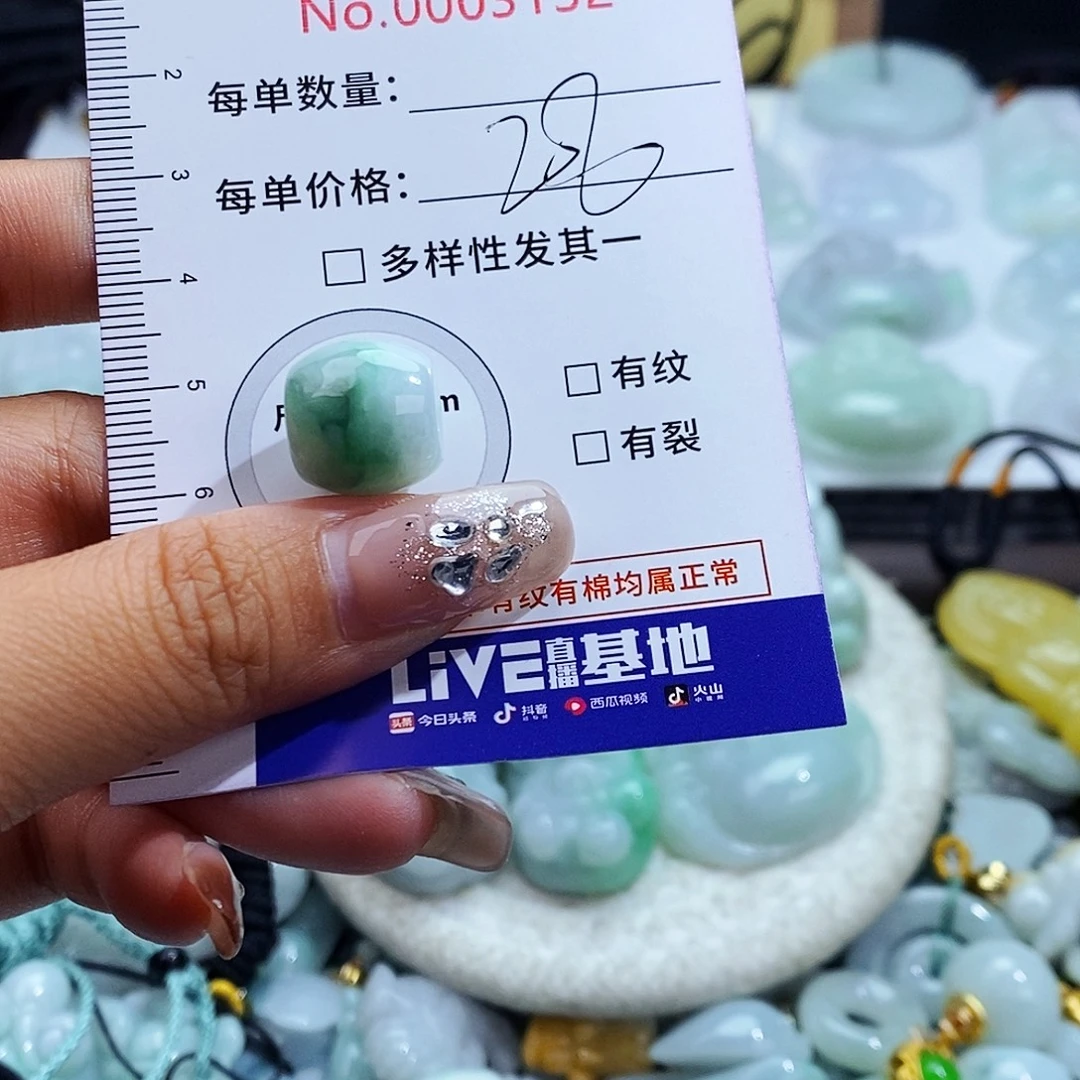 No.0003152
2
每单数量：
3
每单价格：
4
多样性发其一
5
有纹
m
有裂
6
有纹有棉均属正常
LiVE直播基地
头条 今日头条 抖音 西瓜视频 火山